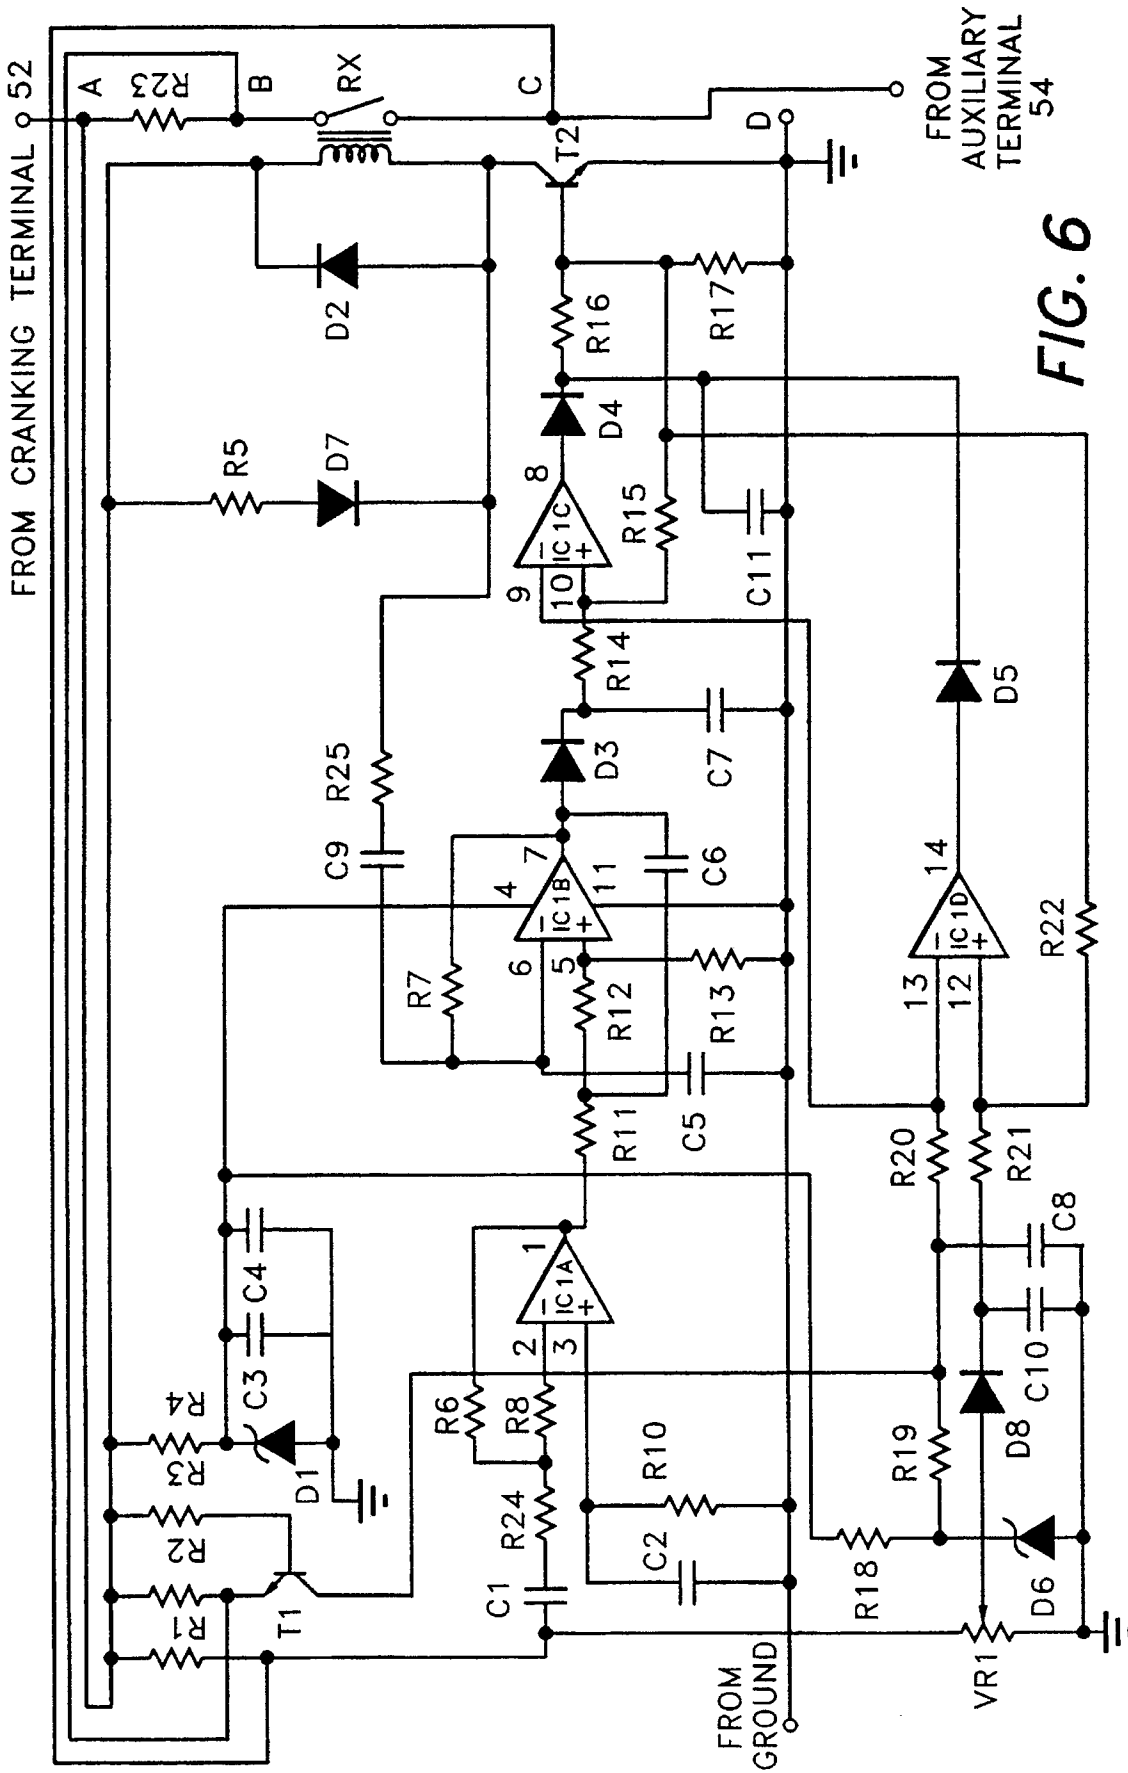 FROM CRANKING TERMINAL 52
A
R23
B
RX
C
FROM
AUXILIARY
TERMINAL
54
D
T2
D2
R5
D7
R16
R17
D4
8
IC1C
−
+
9
10
R15
C11
R14
D3
C7
R25
C9
4
7
IC1B
−
+
11
6
5
R7
C6
R12
R13
C5
R11
D5
14
IC1D
−
+
13
12
R22
R20
R21
C8
C10
D8
R19
R18
D6
VR1
C4
C3
R4
R3
D1
R2
R1
T1
1
IC1A
−
+
2
3
R6
R8
R24
R10
C2
C1
FROM
GROUND
FIG. 6